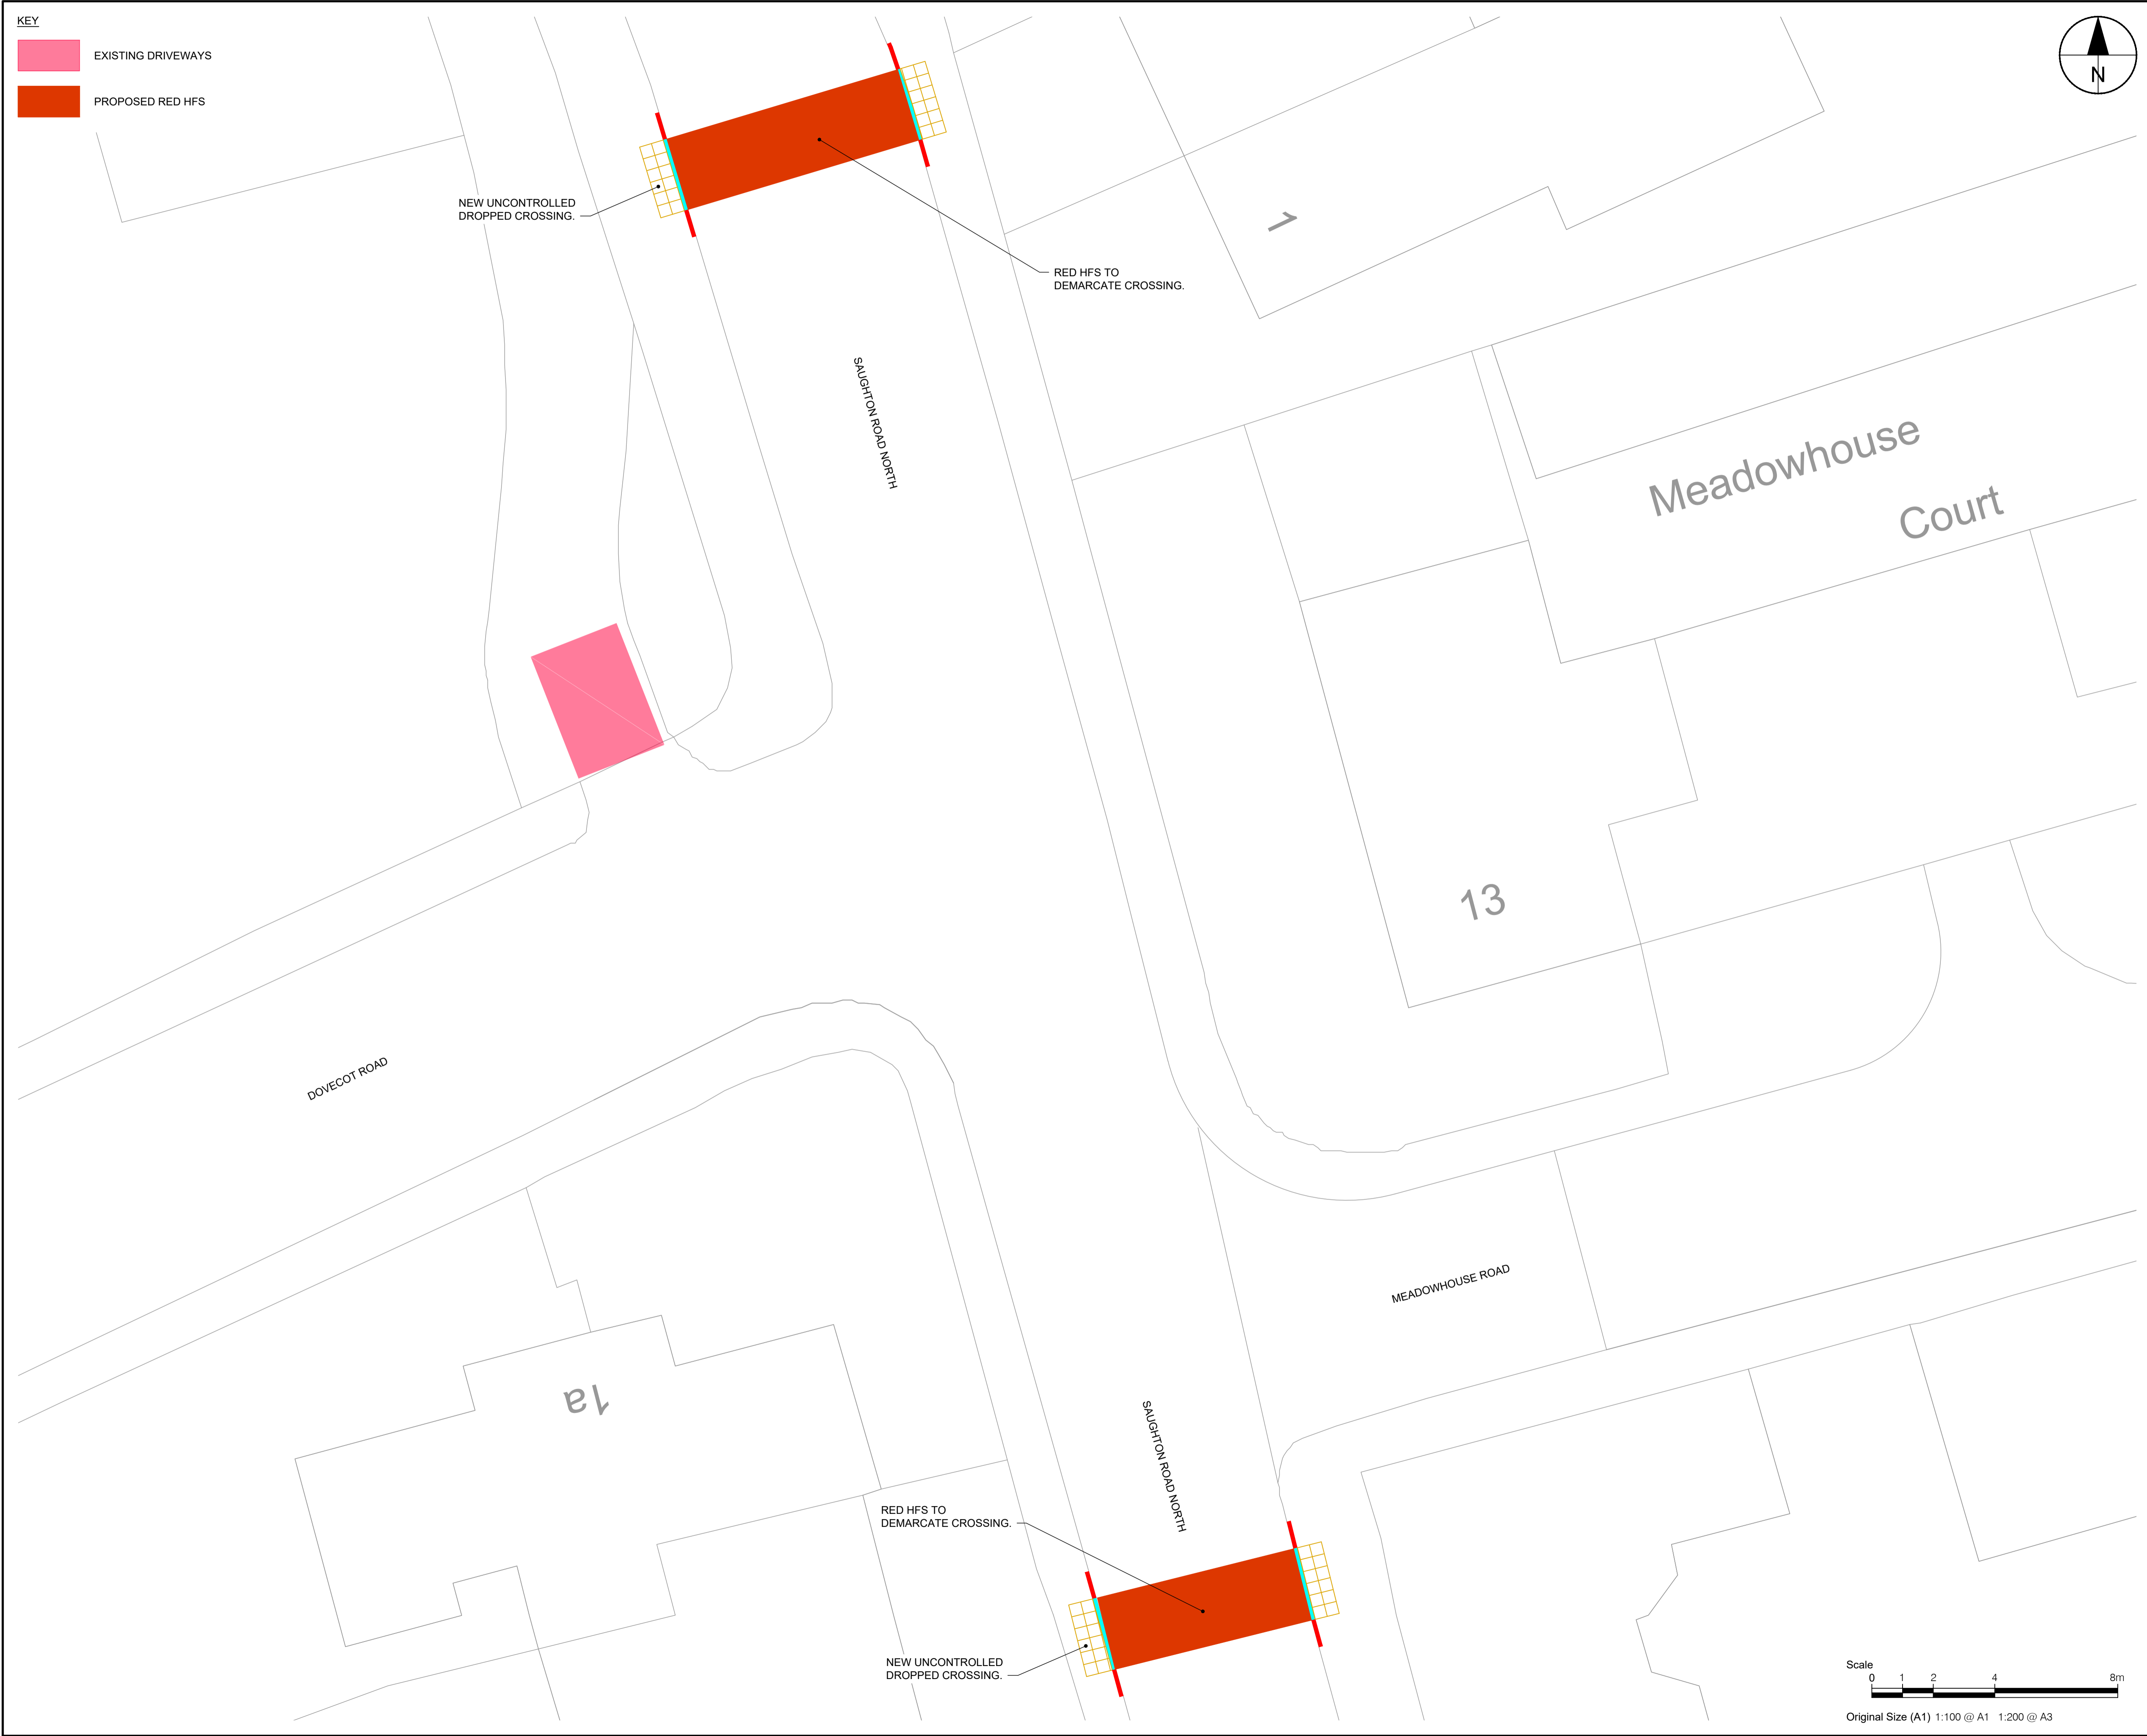 KEY
EXISTING DRIVEWAYS
PROPOSED RED HFS
N
NEW UNCONTROLLED
DROPPED CROSSING.
1
RED HFS TO
DEMARCATE CROSSING.
SAUGHTON ROAD NORTH
Meadowhouse
Court
13
DOVECOT ROAD
MEADOWHOUSE ROAD
1a
SAUGHTON ROAD NORTH
RED HFS TO
DEMARCATE CROSSING.
NEW UNCONTROLLED
DROPPED CROSSING.
Scale
0 1 2 4 8m
Original Size (A1) 1:100 @ A1 1:200 @ A3